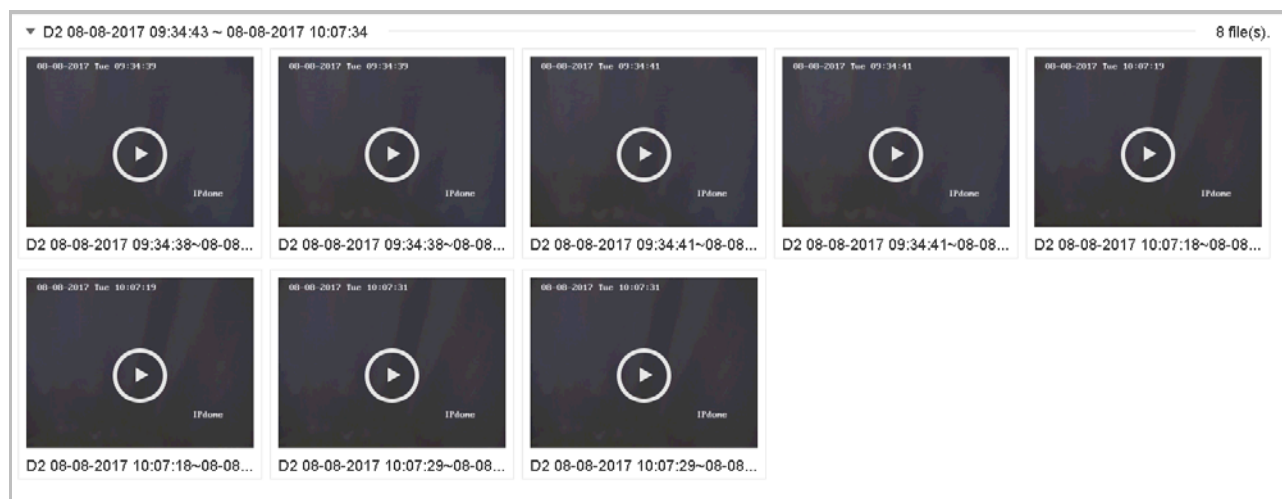 D2 08-08-2017 09:34:43 ~ 08-08-2017 10:07:34
8 file(s).
08-08-2017 Tue 09:34:39
IPdome
D2 08-08-2017 09:34:38~08-08...
08-08-2017 Tue 09:34:39
IPdome
D2 08-08-2017 09:34:38~08-08...
08-08-2017 Tue 09:34:41
IPdome
D2 08-08-2017 09:34:41~08-08...
08-08-2017 Tue 09:34:41
IPdome
D2 08-08-2017 09:34:41~08-08...
08-08-2017 Tue 10:07:19
IPdome
D2 08-08-2017 10:07:18~08-08...
08-08-2017 Tue 10:07:19
IPdome
D2 08-08-2017 10:07:18~08-08...
08-08-2017 Tue 10:07:31
IPdome
D2 08-08-2017 10:07:29~08-08...
08-08-2017 Tue 10:07:31
IPdome
D2 08-08-2017 10:07:29~08-08...